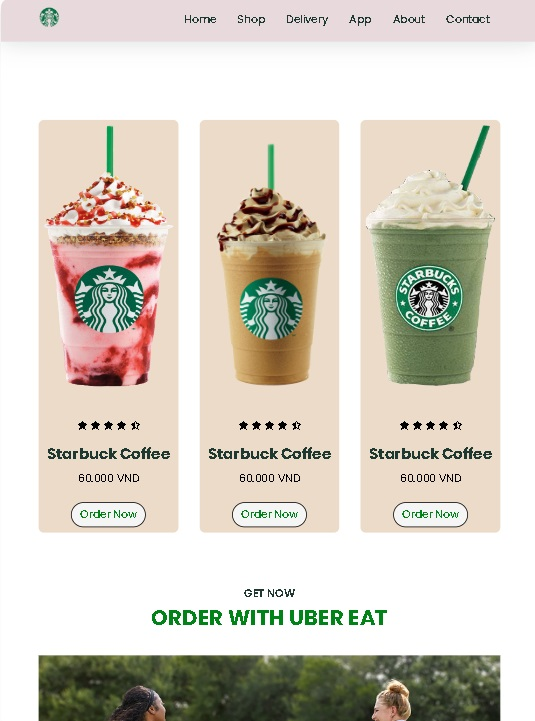 Home Shop Delivery App About Contact
STARBUCKS
COFFEE
Starbuck Coffee Starbuck Coffee Starbuck Coffee
60.000 VND 60.000 VND 60.000 VND
Order Now Order Now Order Now
GET NOW
ORDER WITH UBER EAT